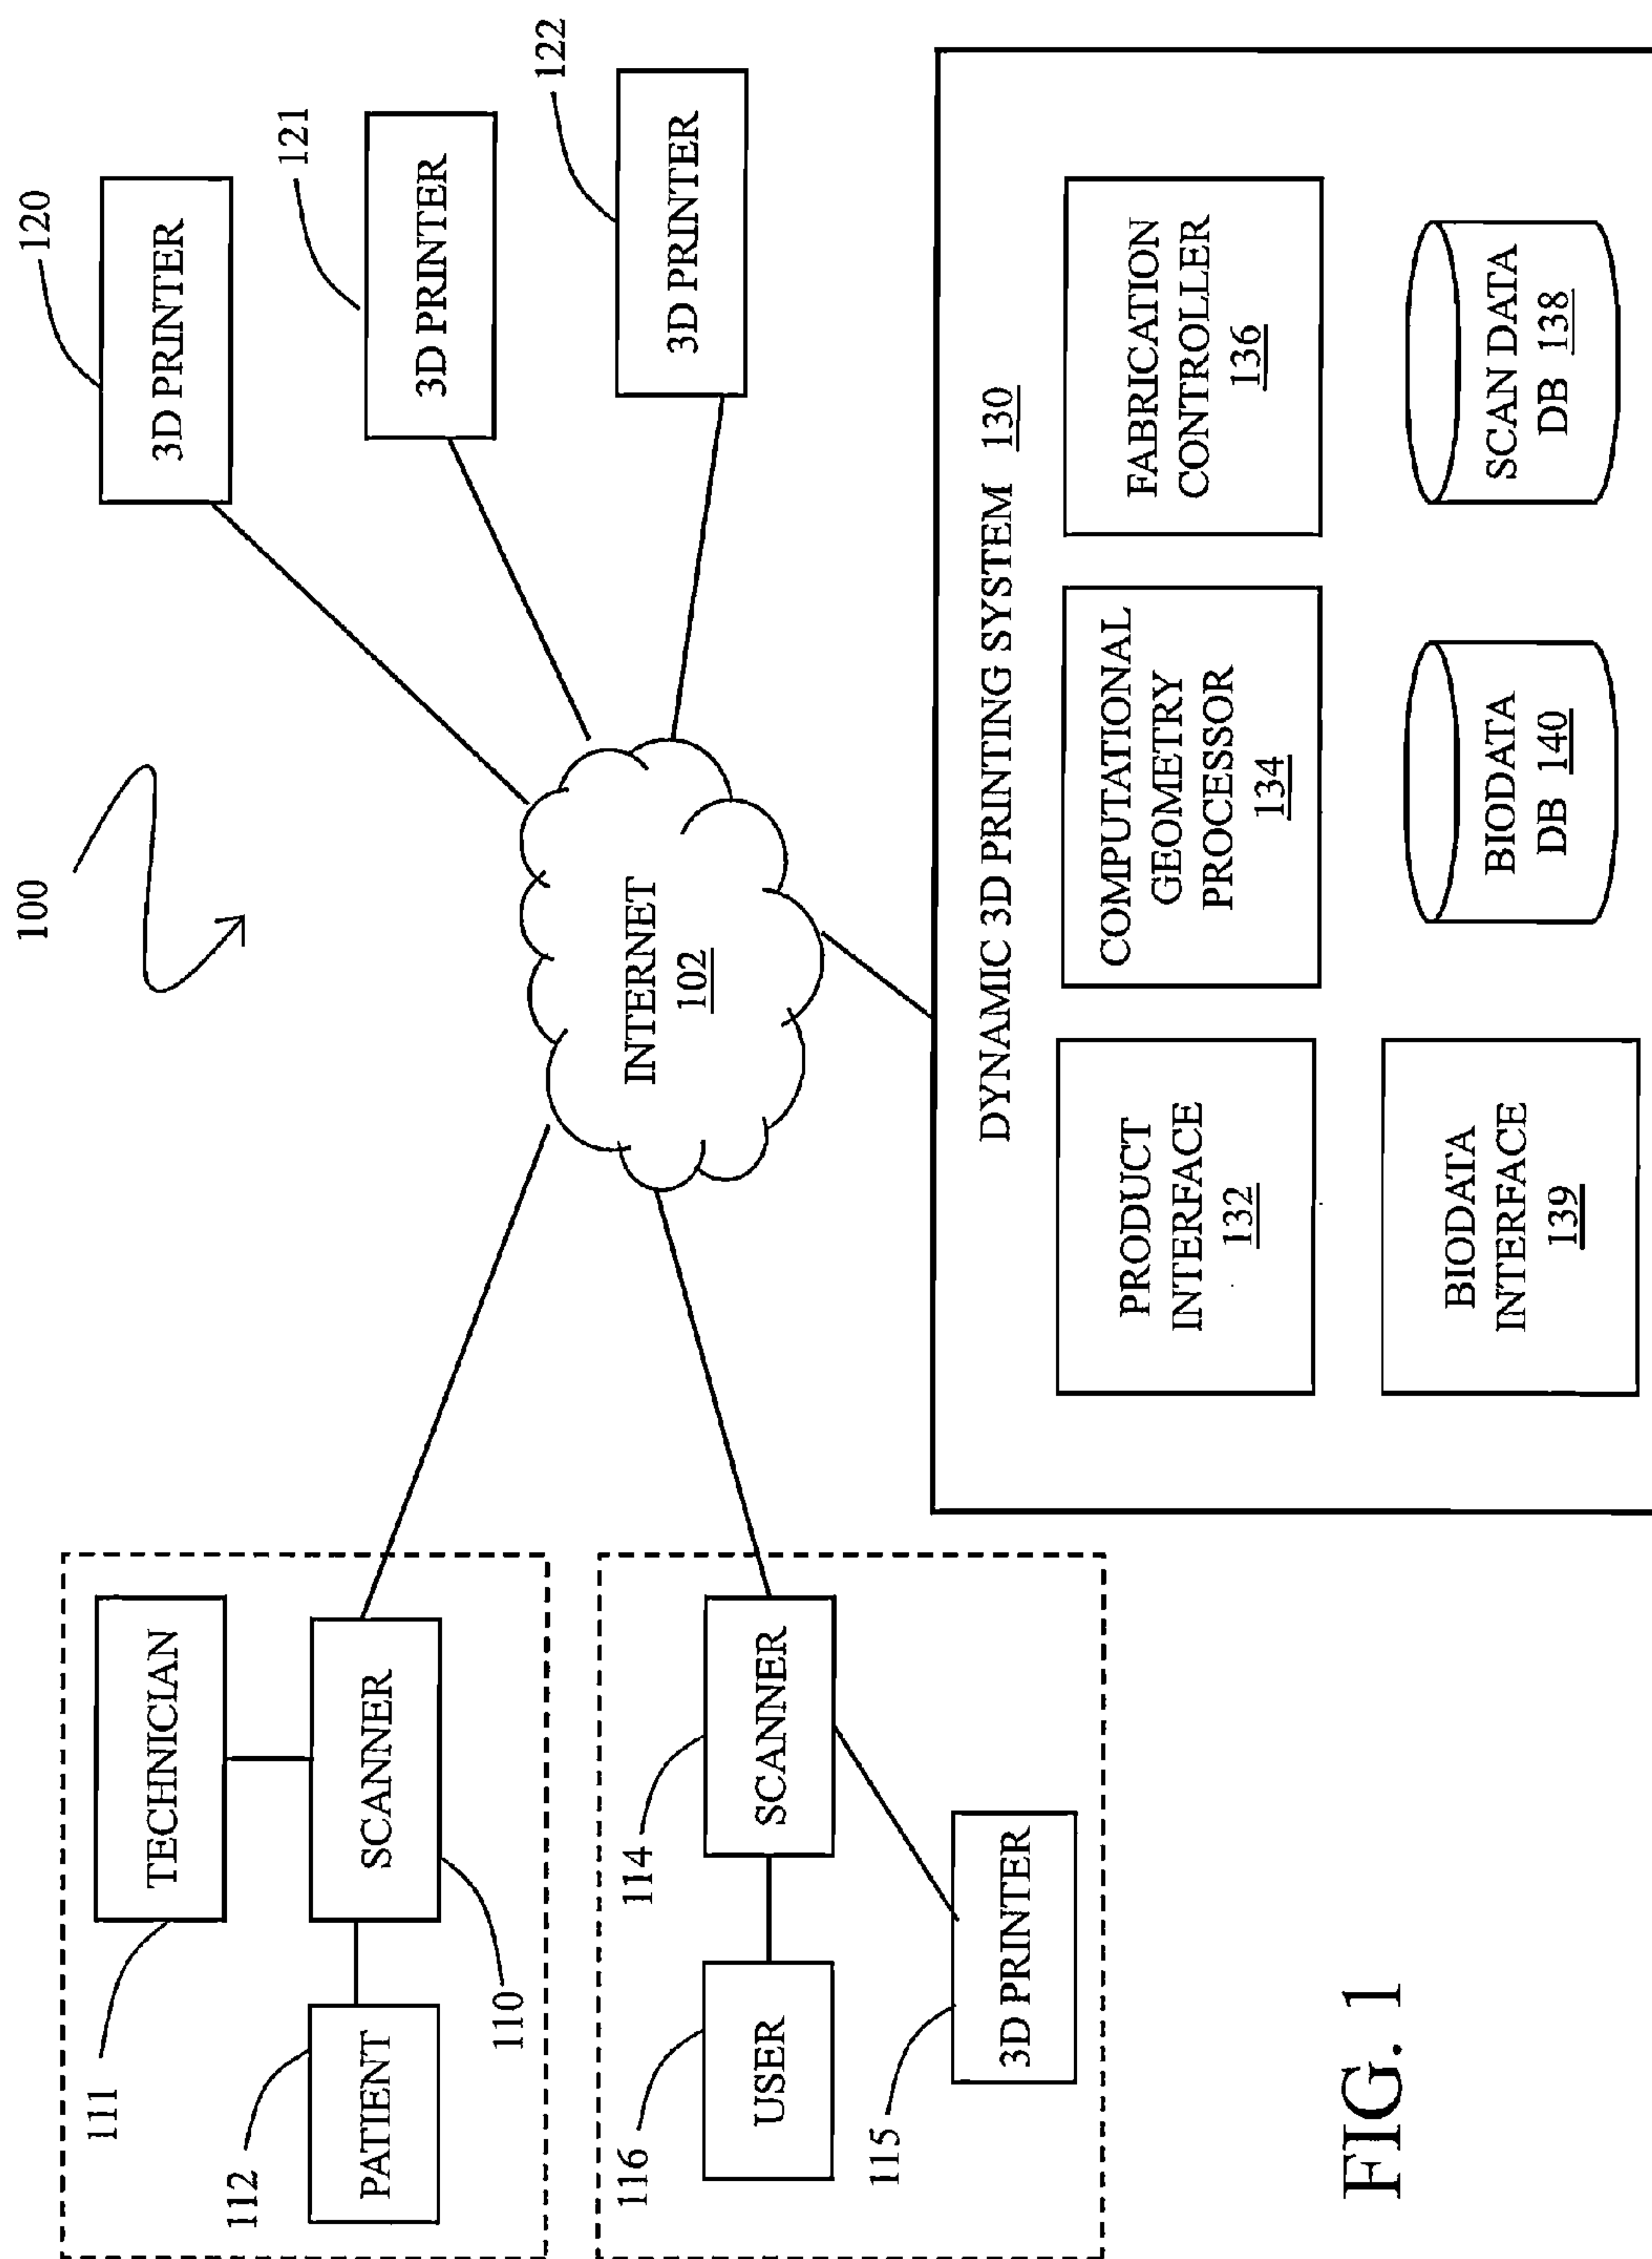 100
111
TECHNICIAN
112
PATIENT
SCANNER
110
116
USER
114
SCANNER
115
3D PRINTER
INTERNET
102
120
3D PRINTER
121
3D PRINTER
122
3D PRINTER
DYNAMIC 3D PRINTING SYSTEM 130
PRODUCT
INTERFACE
132
COMPUTATIONAL
GEOMETRY
PROCESSOR
134
FABRICATION
CONTROLLER
136
BIODATA
INTERFACE
139
BIODATA
DB 140
SCAN DATA
DB 138
FIG. 1